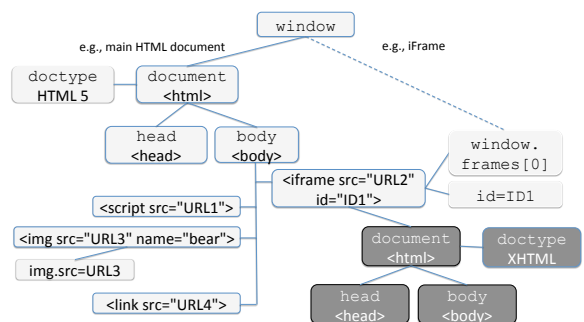 window
e.g., main HTML document
e.g., iFrame
doctype
HTML 5
document
<html>
head
<head>
body
<body>
window.
frames[0]
<iframe src="URL2"
id="ID1">
id=ID1
<script src="URL1">
<img src="URL3" name="bear">
img.src=URL3
<link src="URL4">
document
<html>
doctype
XHTML
head
<head>
body
<body>